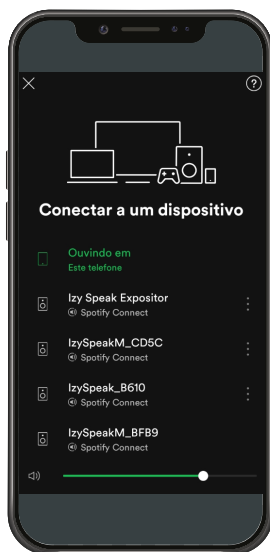 Conectar a um dispositivo
Ouvindo em
Este telefone
Izy Speak Expositor
Spotify Connect
IzySpeakM_CD5C
Spotify Connect
IzySpeak_B610
Spotify Connect
IzySpeakM_BFB9
Spotify Connect